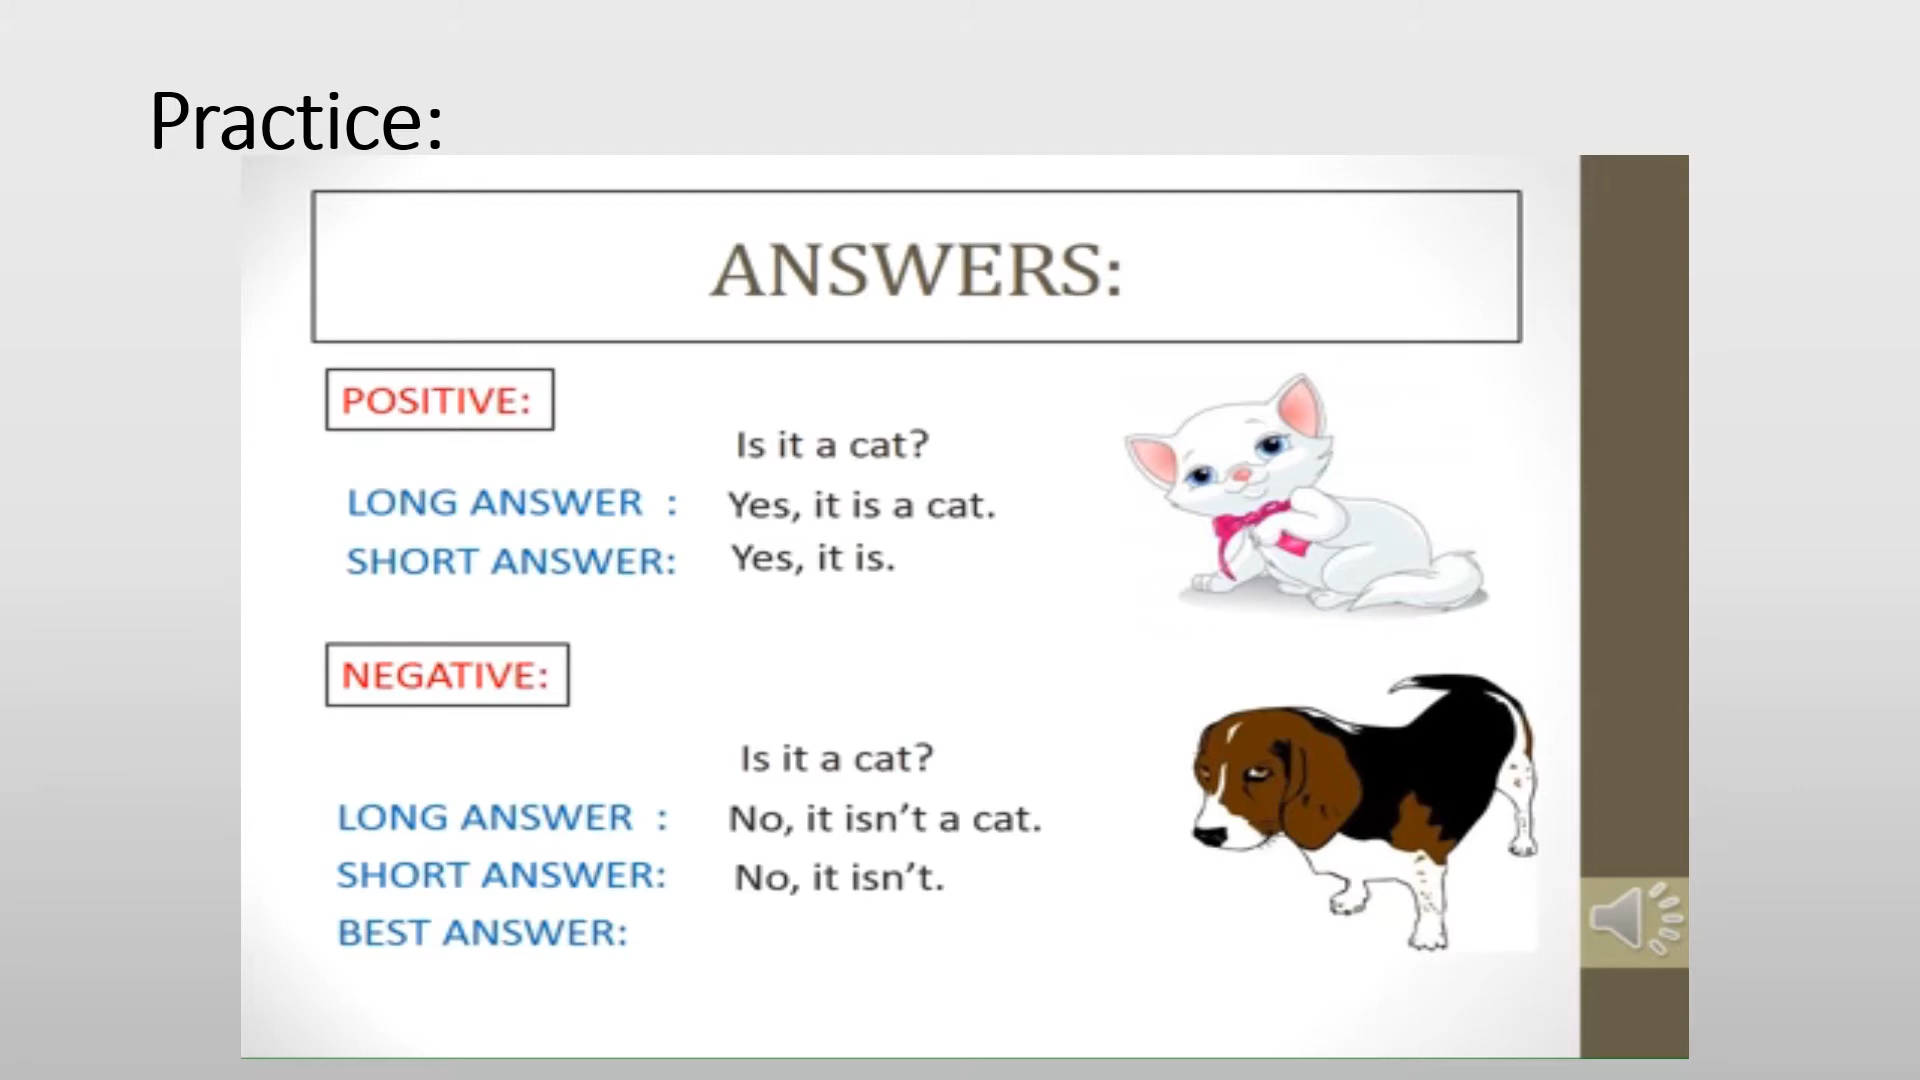 Practice:
ANSWERS:
POSITIVE:
Is it a cat?
LONG ANSWER : Yes, it is a cat.
SHORT ANSWER: Yes, it is.
NEGATIVE:
Is it a cat?
LONG ANSWER : No, it isn't a cat.
SHORT ANSWER: No, it isn't.
BEST ANSWER: